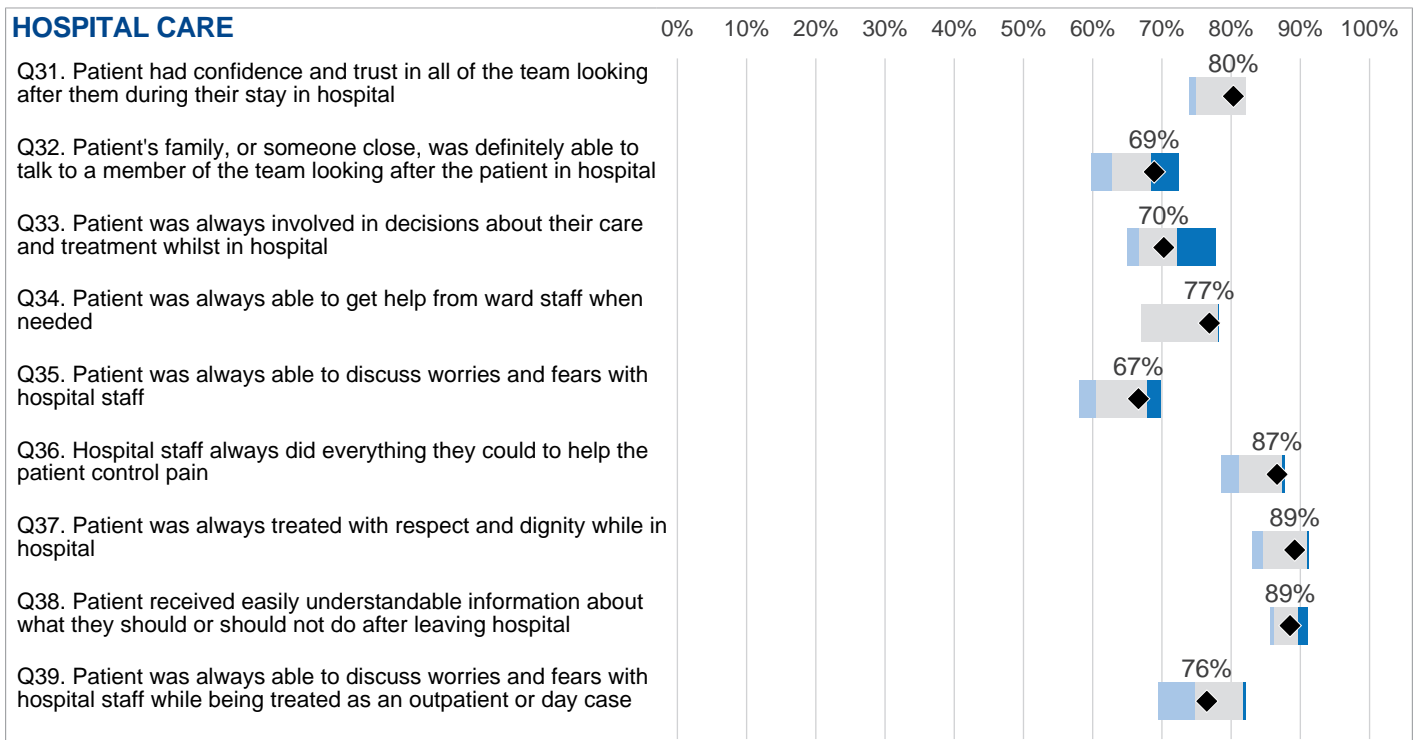 HOSPITAL CARE
0% 10% 20% 30% 40% 50% 60% 70% 80% 90% 100%
Q31. Patient had confidence and trust in all of the team looking
after them during their stay in hospital
80%
Q32. Patient's family, or someone close, was definitely able to
talk to a member of the team looking after the patient in hospital
69%
Q33. Patient was always involved in decisions about their care
and treatment whilst in hospital
70%
Q34. Patient was always able to get help from ward staff when
needed
77%
Q35. Patient was always able to discuss worries and fears with
hospital staff
67%
Q36. Hospital staff always did everything they could to help the
patient control pain
87%
Q37. Patient was always treated with respect and dignity while in
hospital
89%
Q38. Patient received easily understandable information about
what they should or should not do after leaving hospital
89%
Q39. Patient was always able to discuss worries and fears with
hospital staff while being treated as an outpatient or day case
76%